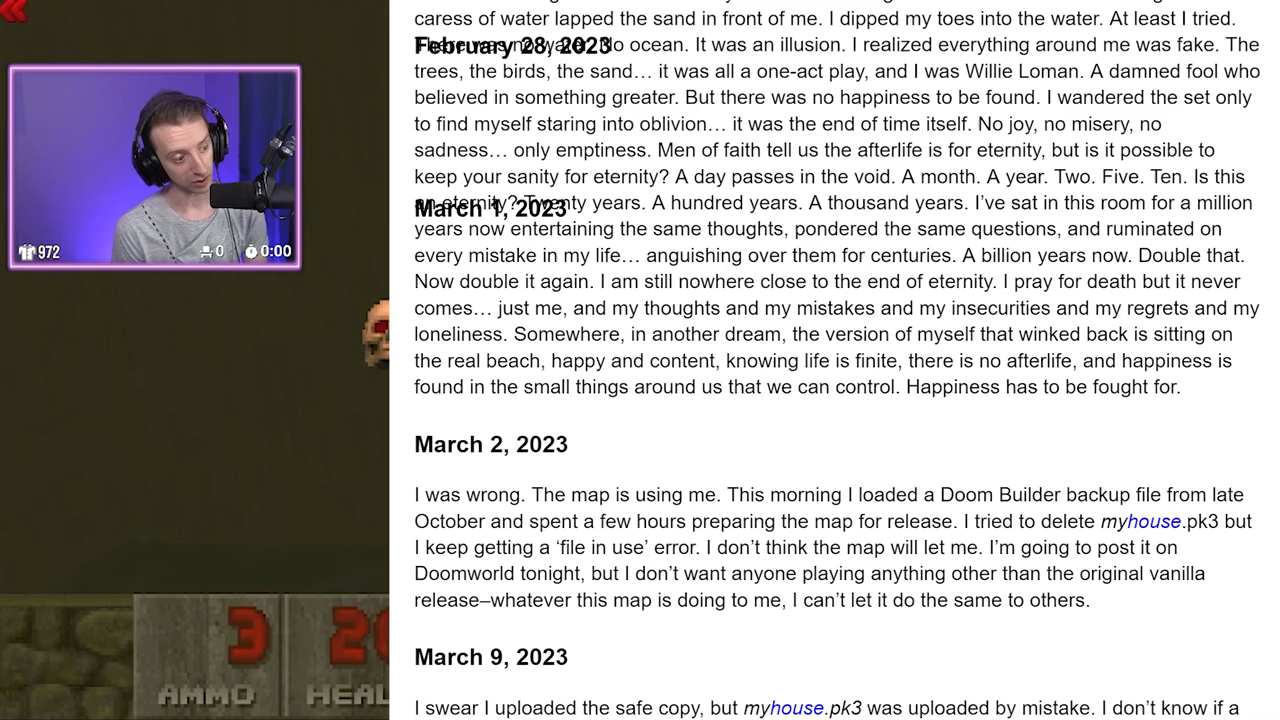 caress of water lapped the sand in front of me. I dipped my toes into the water. At least I tried.
February 28, 2023
There was no water. No ocean. It was an illusion. I realized everything around me was fake. The
trees, the birds, the sand… it was all a one-act play, and I was Willie Loman. A damned fool who
believed in something greater. But there was no happiness to be found. I wandered the set only
to find myself staring into oblivion… it was the end of time itself. No joy, no misery, no
sadness… only emptiness. Men of faith tell us the afterlife is for eternity, but is it possible to
keep your sanity for eternity? A day passes in the void. A month. A year. Two. Five. Ten. Is this
March 1, 2023
an eternity? Twenty years. A hundred years. A thousand years. I’ve sat in this room for a million
years now entertaining the same thoughts, pondered the same questions, and ruminated on
every mistake in my life… anguishing over them for centuries. A billion years now. Double that.
Now double it again. I am still nowhere close to the end of eternity. I pray for death but it never
comes… just me, and my thoughts and my mistakes and my insecurities and my regrets and my
loneliness. Somewhere, in another dream, the version of myself that winked back is sitting on
the real beach, happy and content, knowing life is finite, there is no afterlife, and happiness is
found in the small things around us that we can control. Happiness has to be fought for.
March 2, 2023
I was wrong. The map is using me. This morning I loaded a Doom Builder backup file from late
October and spent a few hours preparing the map for release. I tried to delete myhouse.pk3 but
I keep getting a ‘file in use’ error. I don’t think the map will let me. I’m going to post it on
Doomworld tonight, but I don’t want anyone playing anything other than the original vanilla
release–whatever this map is doing to me, I can’t let it do the same to others.
March 9, 2023
I swear I uploaded the safe copy, but myhouse.pk3 was uploaded by mistake. I don’t know if a
972 0 0:00
3
AMMO